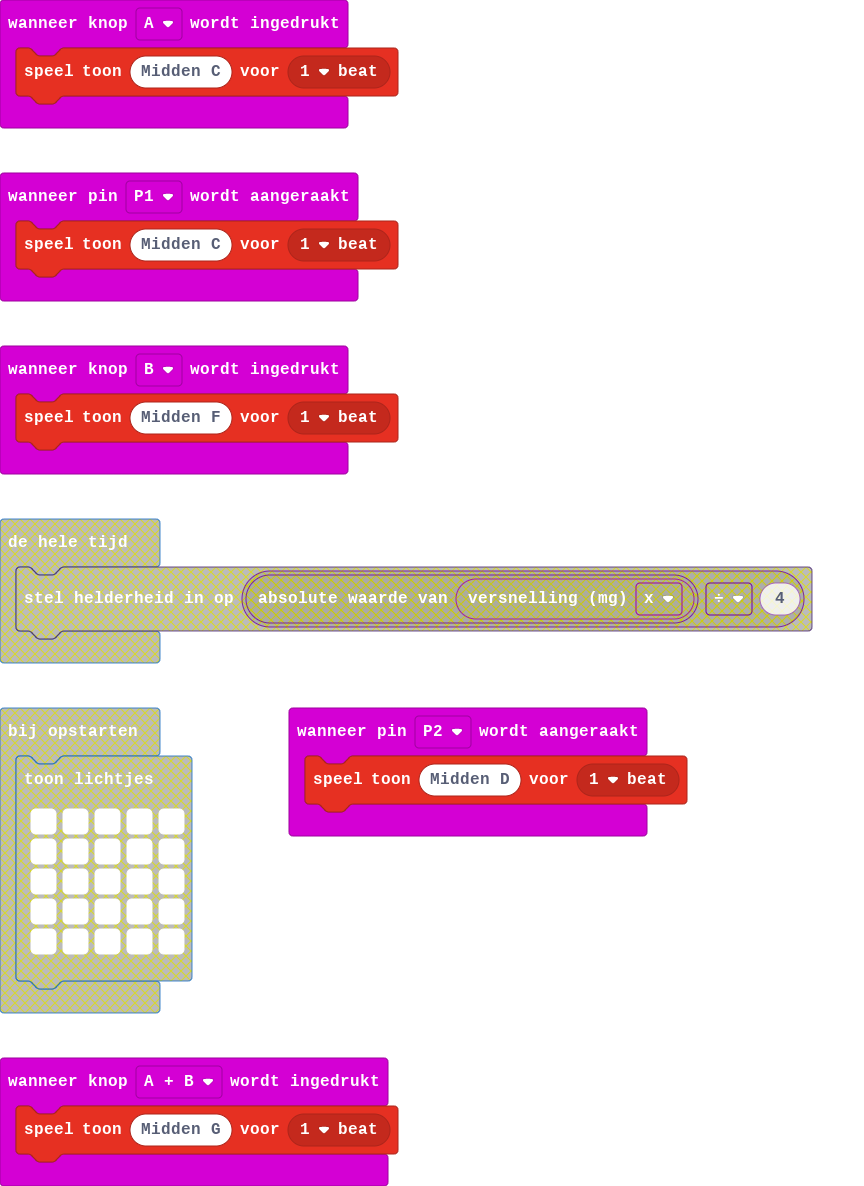 wanneer knop A wordt ingedrukt
speel toon Midden C voor 1 beat
wanneer pin P1 wordt aangeraakt
speel toon Midden C voor 1 beat
wanneer knop B wordt ingedrukt
speel toon Midden F voor 1 beat
de hele tijd
stel helderheid in op absolute waarde van versnelling (mg) x ÷ 4
bij opstarten
toon lichtjes
wanneer pin P2 wordt aangeraakt
speel toon Midden D voor 1 beat
wanneer knop A + B wordt ingedrukt
speel toon Midden G voor 1 beat